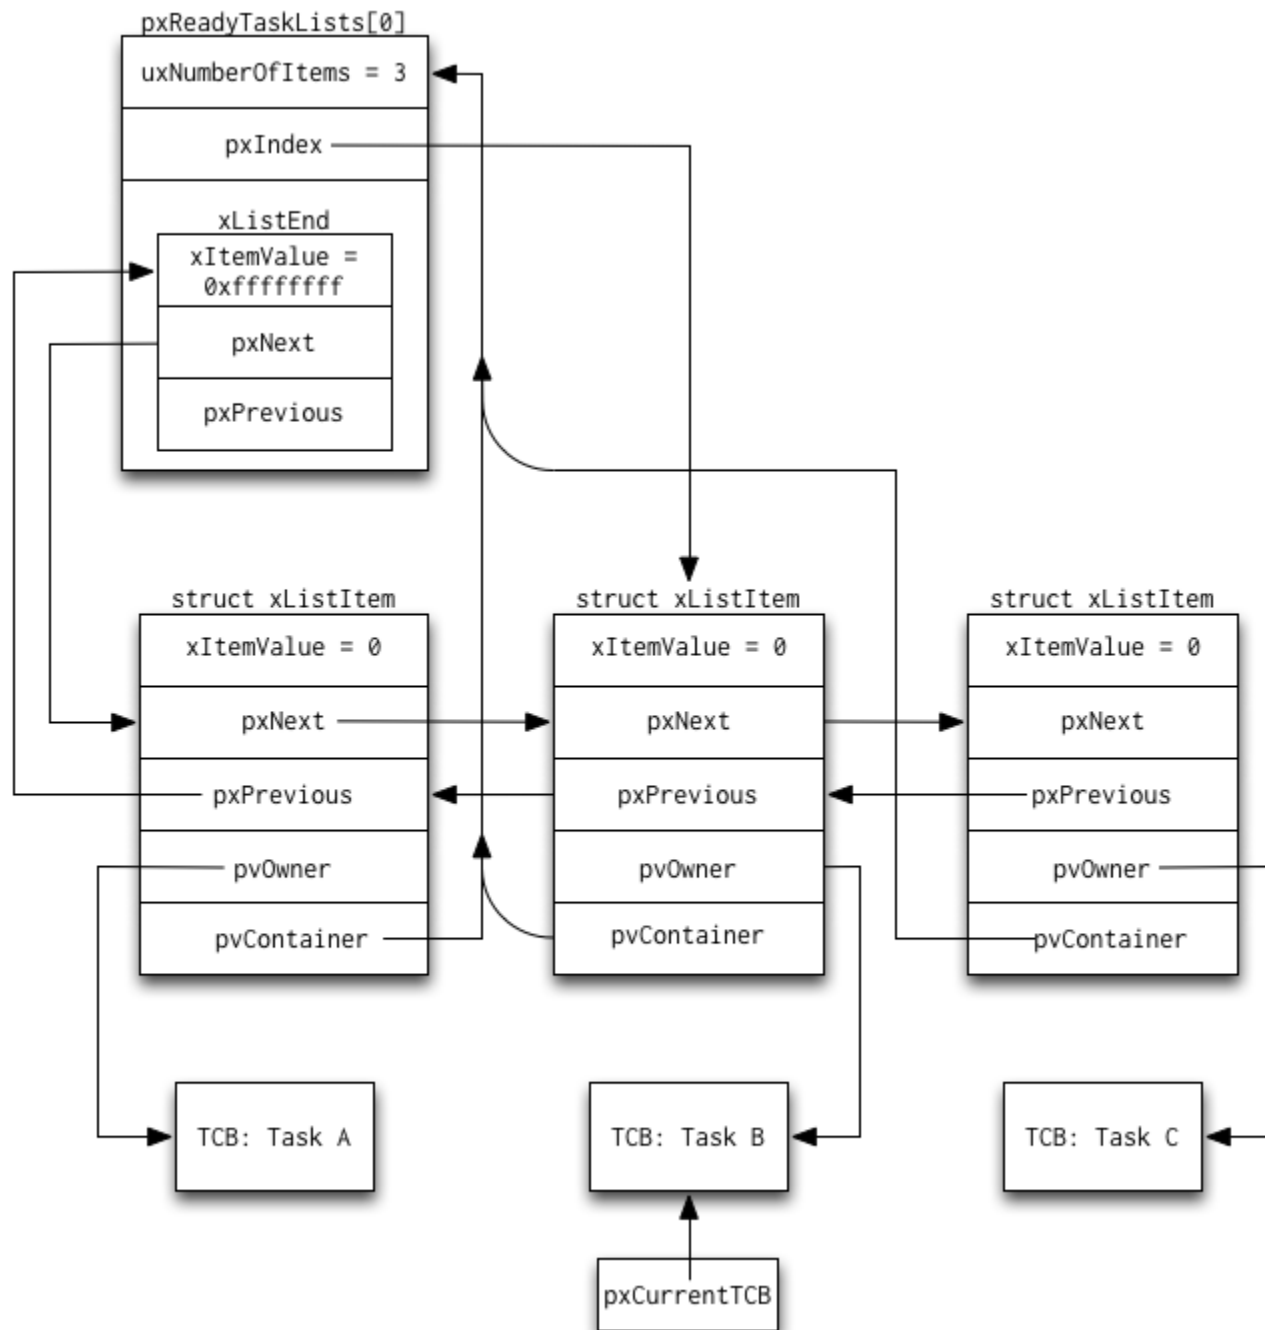 pxReadyTaskLists[0]
uxNumberOfItems = 3
pxIndex
xListEnd
xItemValue =
0xffffffff
pxNext
pxPrevious
struct xListItem
xItemValue = 0
pxNext
pxPrevious
pvOwner
pvContainer
struct xListItem
xItemValue = 0
pxNext
pxPrevious
pvOwner
pvContainer
struct xListItem
xItemValue = 0
pxNext
pxPrevious
pvOwner
pvContainer
TCB: Task A
TCB: Task B
TCB: Task C
pxCurrentTCB